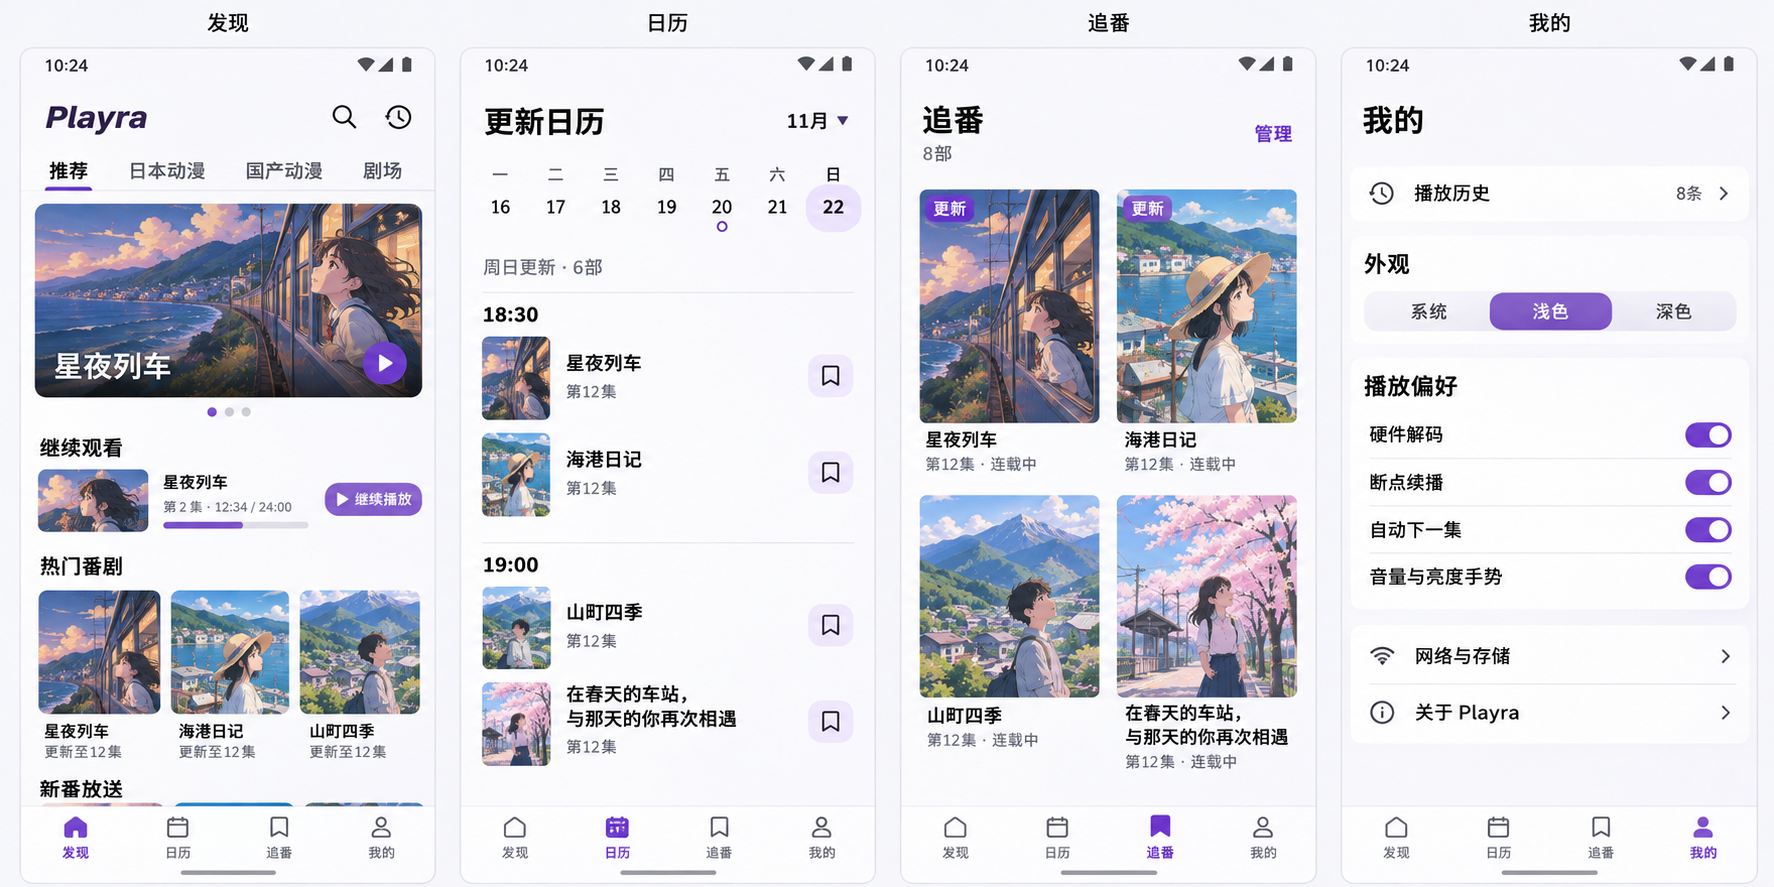 发现
10:24
Playra
推荐 日本动漫 国产动漫 剧场
星夜列车
继续观看
星夜列车
第 2 集 · 12:34 / 24:00
继续播放
热门番剧
星夜列车 海港日记 山町四季
更新至12集 更新至12集 更新至12集
新番放送
发现 日历 追番 我的
日历
10:24
更新日历
11月
一 二 三 四 五 六 日
16 17 18 19 20 21 22
周日更新 · 6部
18:30
星夜列车
第12集
海港日记
第12集
19:00
山町四季
第12集
在春天的车站，
与那天的你再次相遇
第12集
发现 日历 追番 我的
追番
10:24
追番
8部
管理
更新 更新
星夜列车 海港日记
第12集 · 连载中 第12集 · 连载中
山町四季
第12集 · 连载中
在春天的车站，
与那天的你再次相遇
第12集 · 连载中
发现 日历 追番 我的
我的
10:24
我的
播放历史 8条
外观
系统 浅色 深色
播放偏好
硬件解码
断点续播
自动下一集
音量与亮度手势
网络与存储
关于 Playra
发现 日历 追番 我的